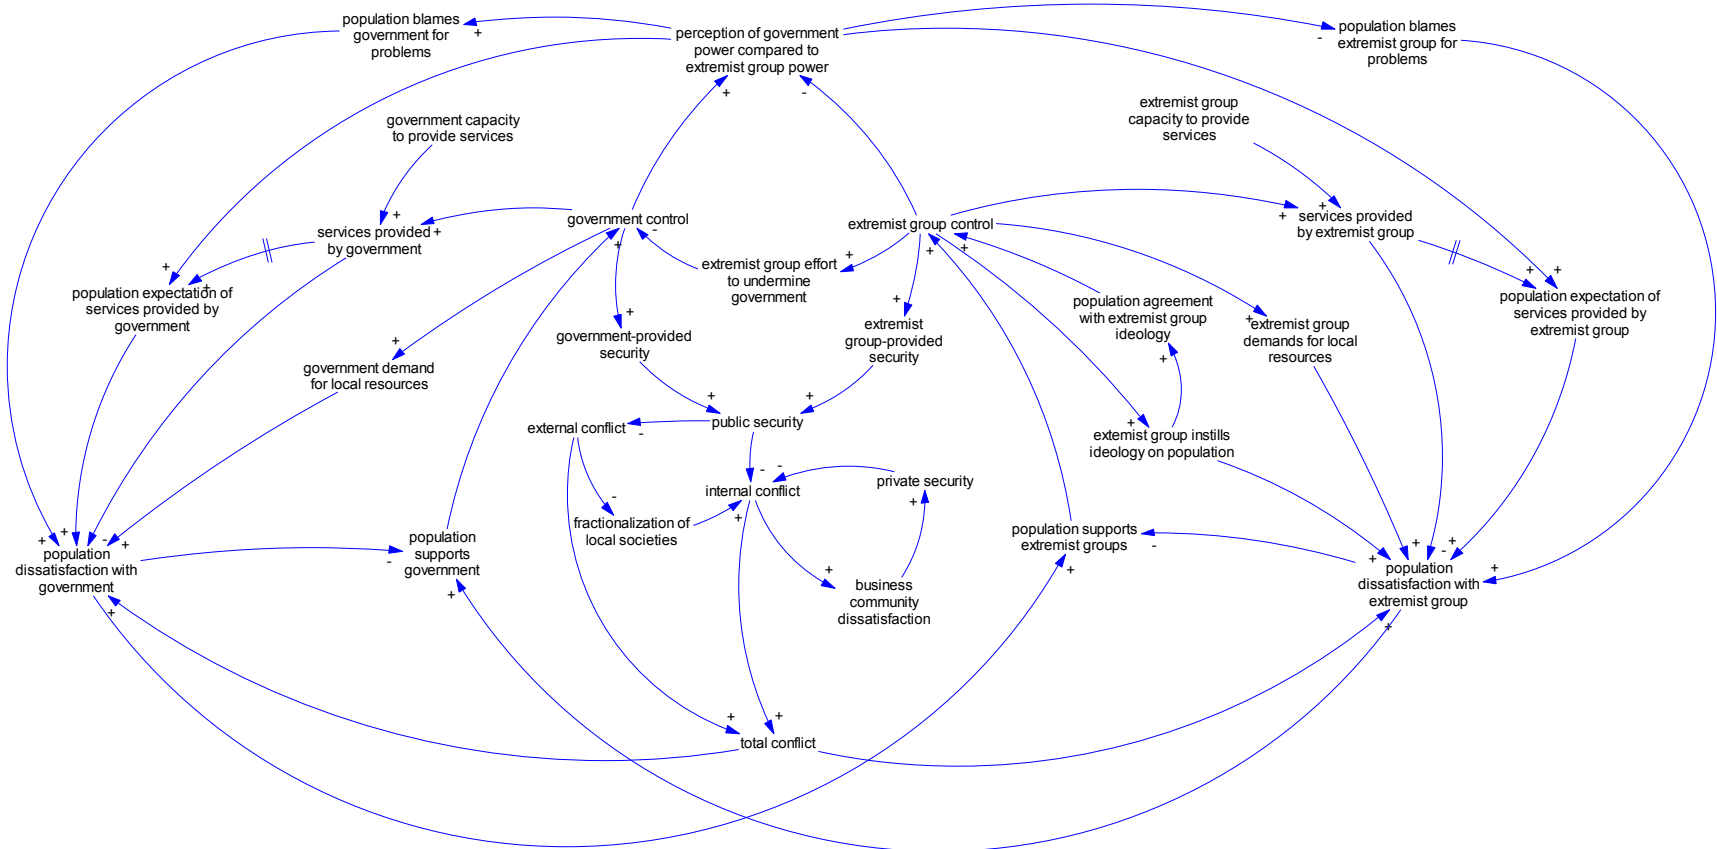 population blames
government for
problems
perception of government
power compared to
extremist group power
population blames
extremist group for
problems
government capacity
to provide services
extremist group
capacity to provide
services
services provided
by government
government control
extremist group control
services provided
by extremist group
extremist group effort
to undermine
government
population expectation of
services provided by
government
population agreement
with extremist group
ideology
population expectation of
services provided by
extremist group
government-provided
security
extremist
group-provided
security
extremist group
demands for local
resources
government demand
for local resources
external conflict
public security
extemist group instills
ideology on population
internal conflict
private security
fractionalization of
local societies
population supports
extremist groups
population
supports
government
population
dissatisfaction with
government
business
community
dissatisfaction
population
dissatisfaction with
extremist group
total conflict